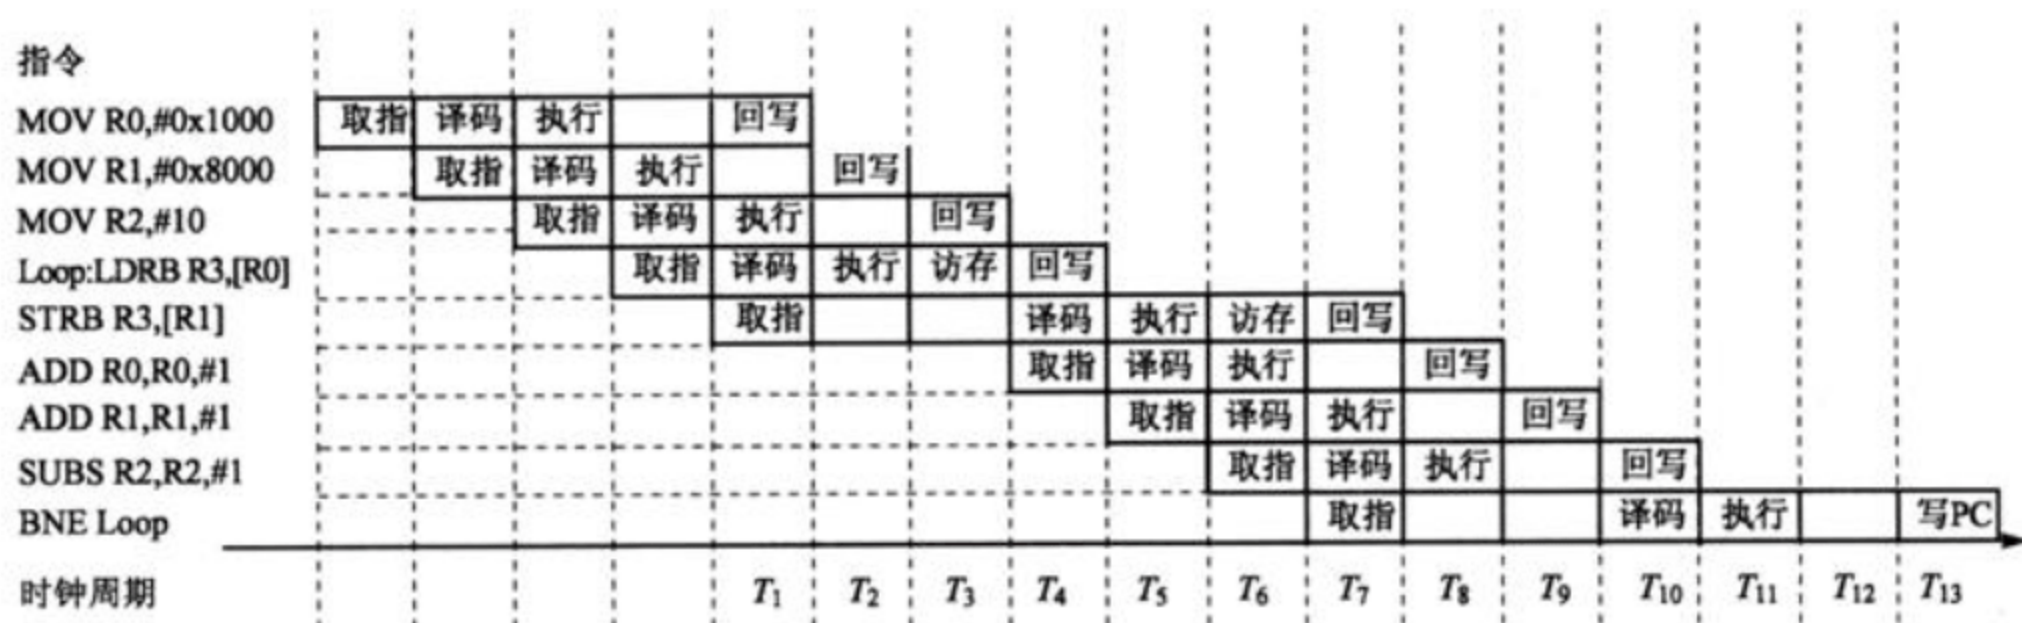 指令
MOV R0,#0x1000 取指 译码 执行 回写
MOV R1,#0x8000 取指 译码 执行 回写
MOV R2,#10 取指 译码 执行 回写
Loop:LDRB R3,[R0] 取指 译码 执行 访存 回写
STRB R3,[R1] 取指 译码 执行 访存 回写
ADD R0,R0,#1 取指 译码 执行 回写
ADD R1,R1,#1 取指 译码 执行 回写
SUBS R2,R2,#1 取指 译码 执行 回写
BNE Loop 取指 译码 执行 写PC
时钟周期 T1 T2 T3 T4 T5 T6 T7 T8 T9 T10 T11 T12 T13